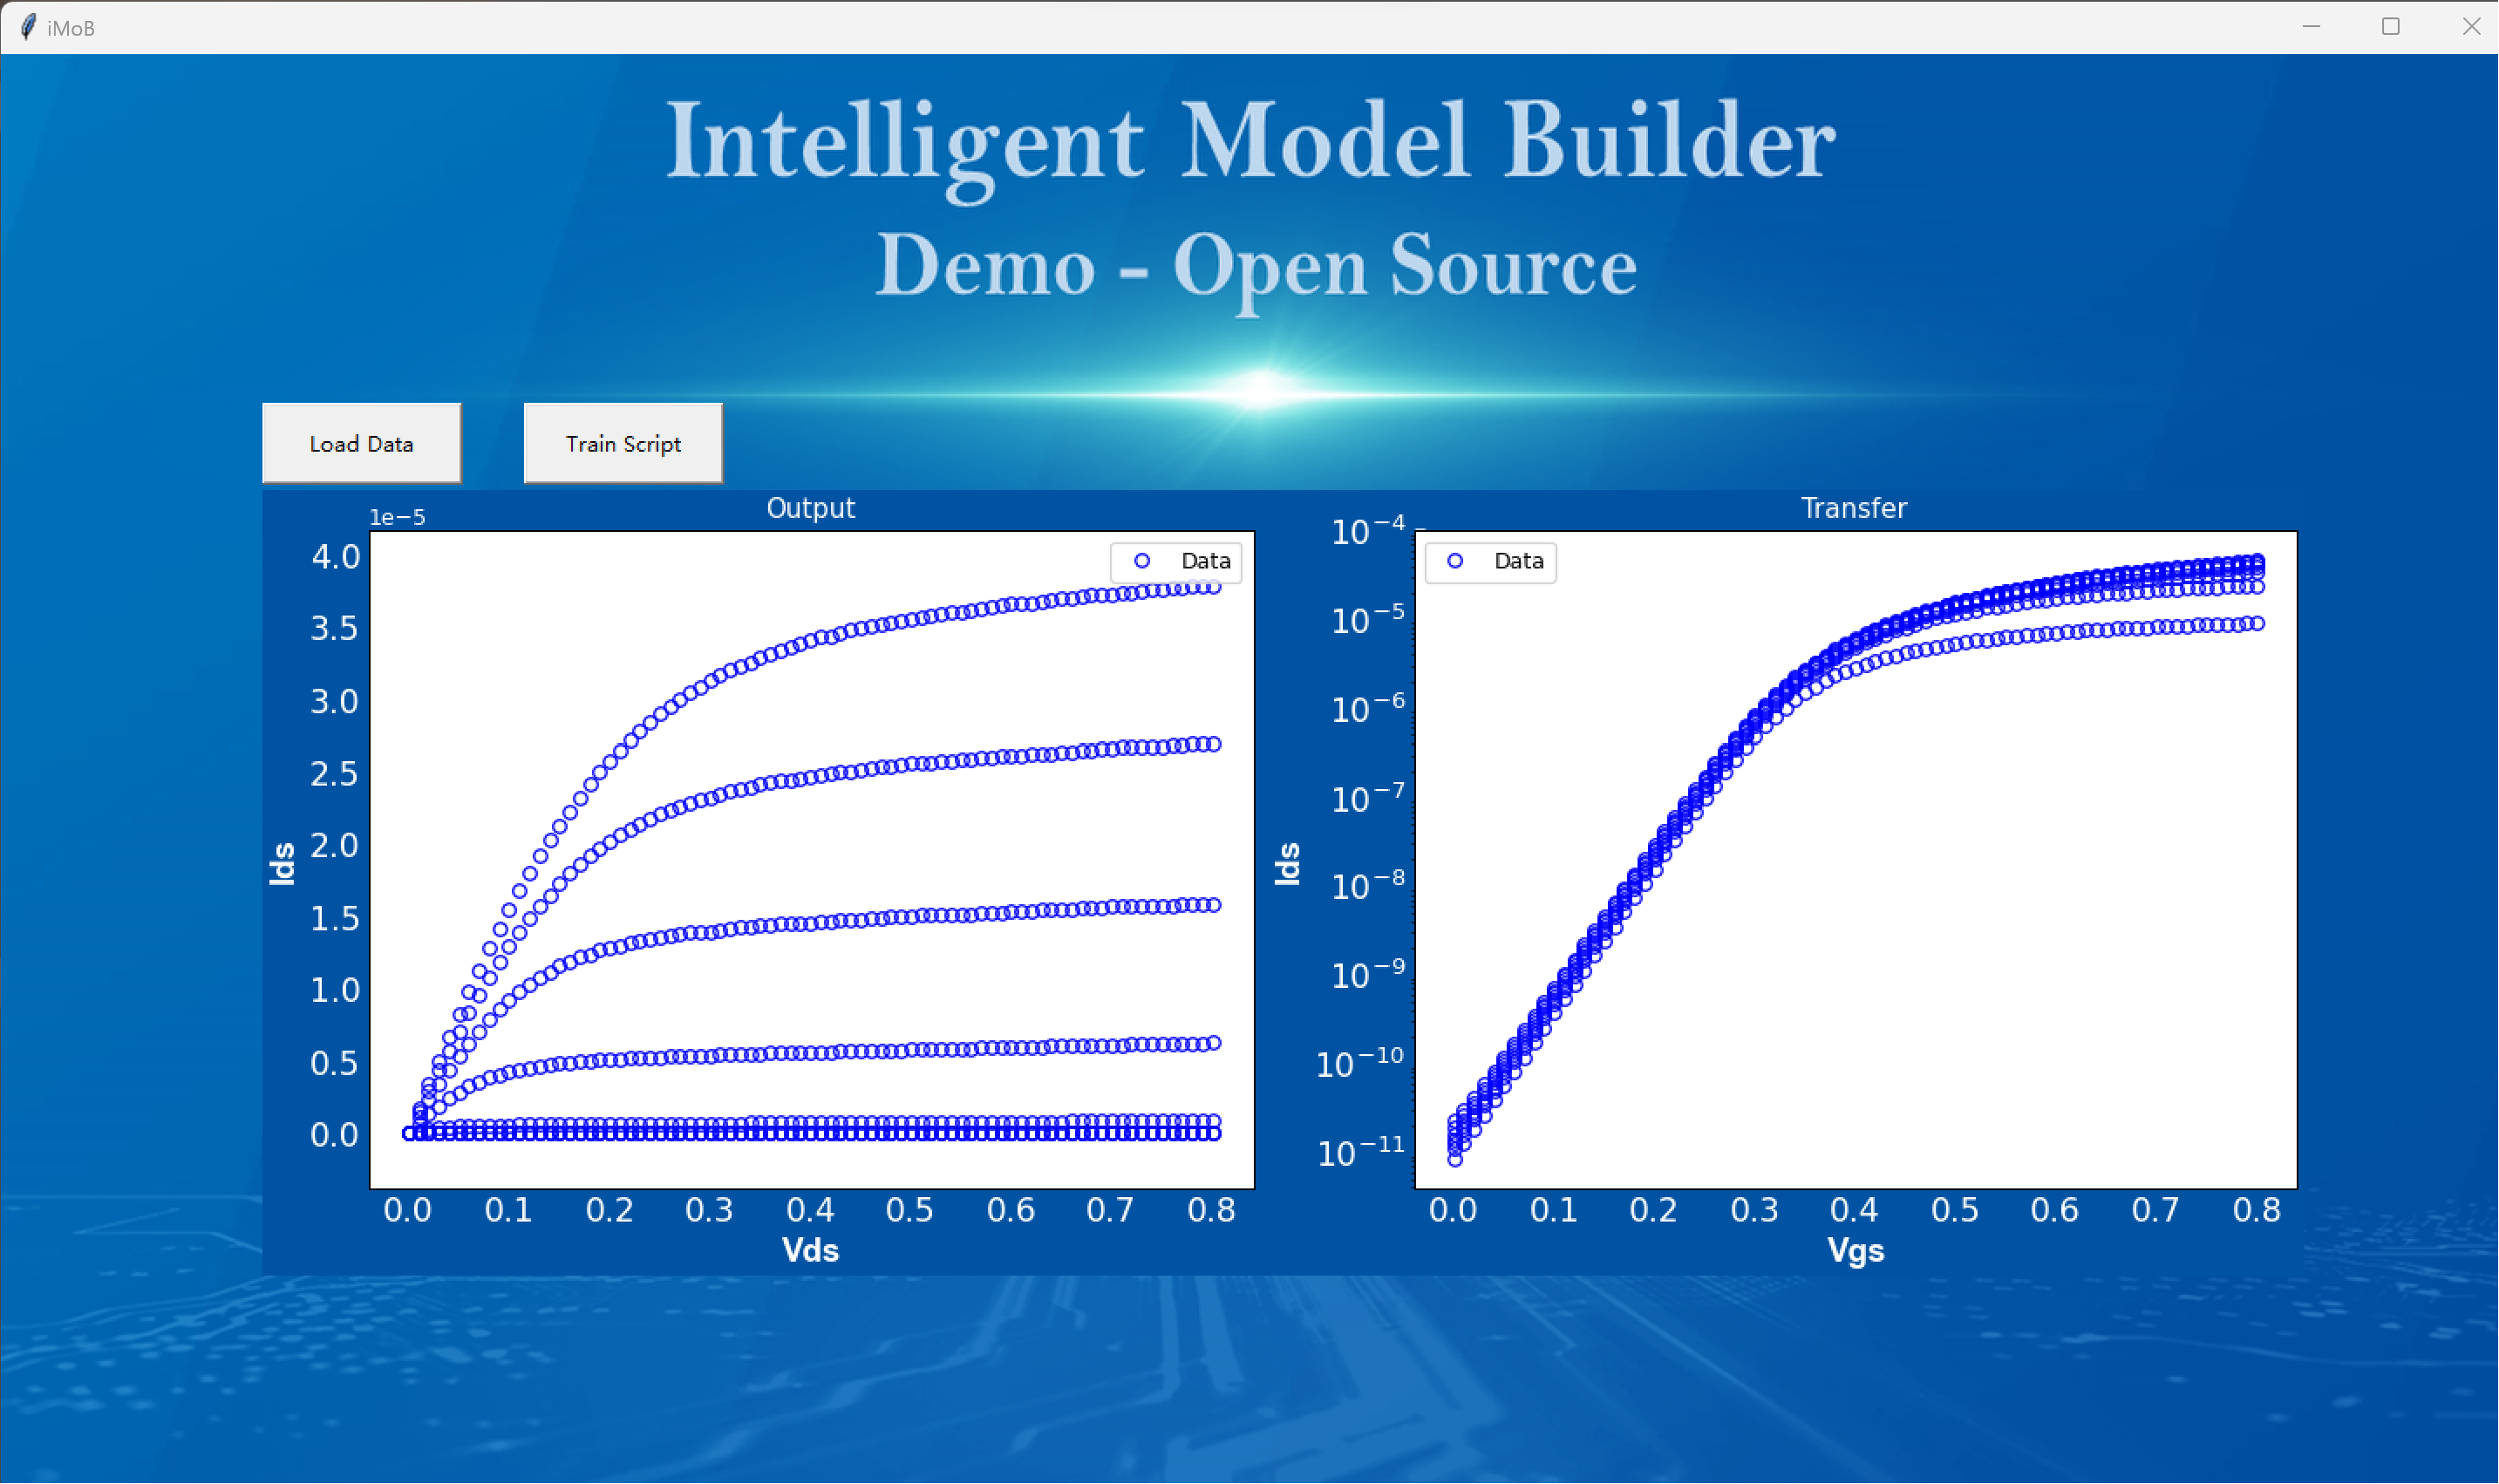 iMoB
Intelligent Model Builder
Demo - Open Source
Load Data
Train Script
Output
1e−5
Data
4.0
3.5
3.0
2.5
2.0
1.5
1.0
0.5
0.0
Ids
0.0 0.1 0.2 0.3 0.4 0.5 0.6 0.7 0.8
Vds
Transfer
Data
10⁻⁴
10⁻⁵
10⁻⁶
10⁻⁷
10⁻⁸
10⁻⁹
10⁻¹⁰
10⁻¹¹
Ids
0.0 0.1 0.2 0.3 0.4 0.5 0.6 0.7 0.8
Vgs